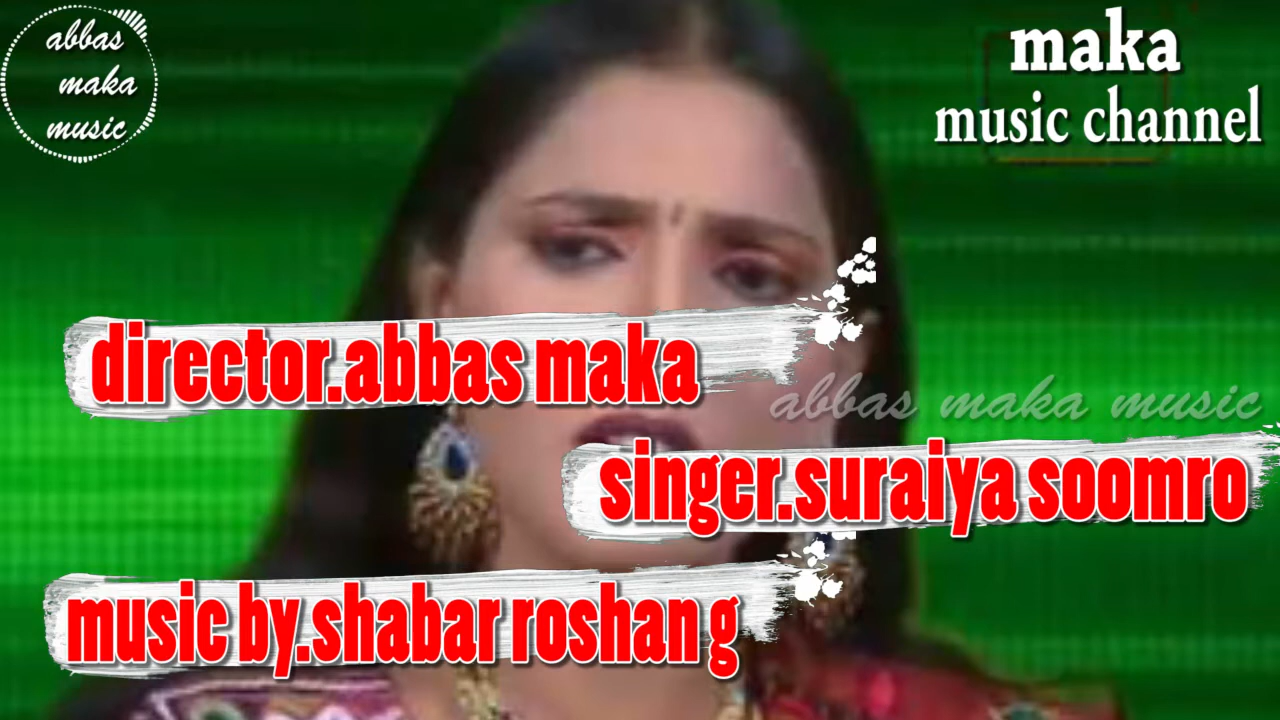 abbas
maka
music
maka
music channel
director.abbas maka
abbas maka music
singer.suraiya soomro
music by.shabar roshan g